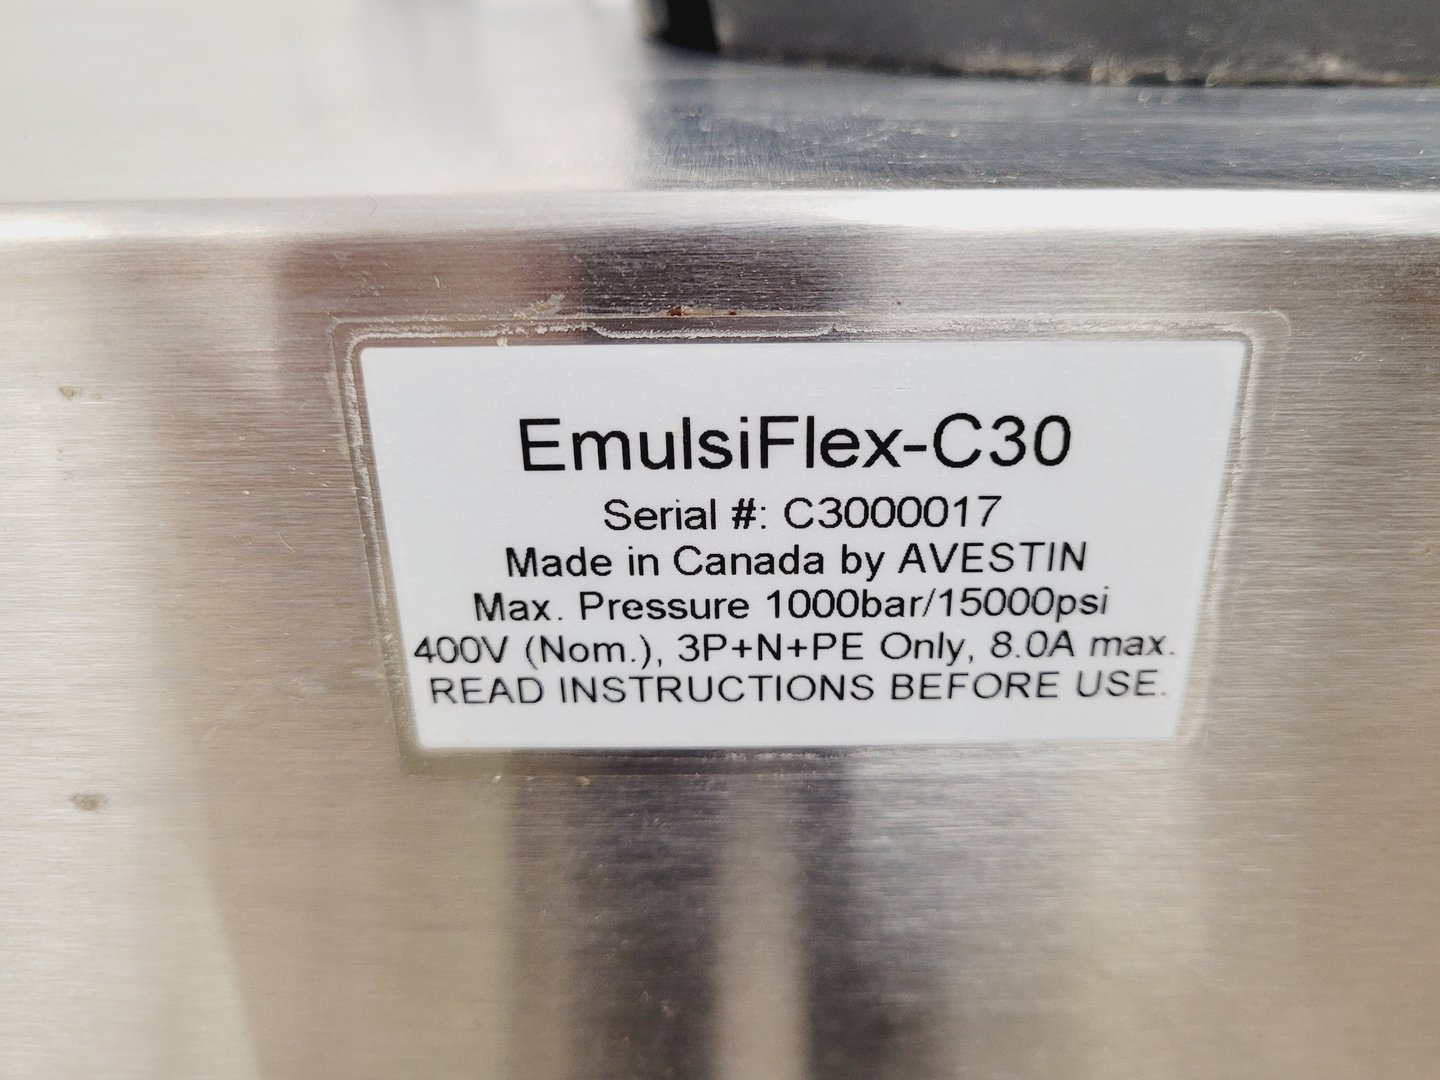 EmulsiFlex-C30
Serial #: C3000017
Made in Canada by AVESTIN
Max. Pressure 1000bar/15000psi
400V (Nom.), 3P+N+PE Only, 8.0A max.
READ INSTRUCTIONS BEFORE USE.